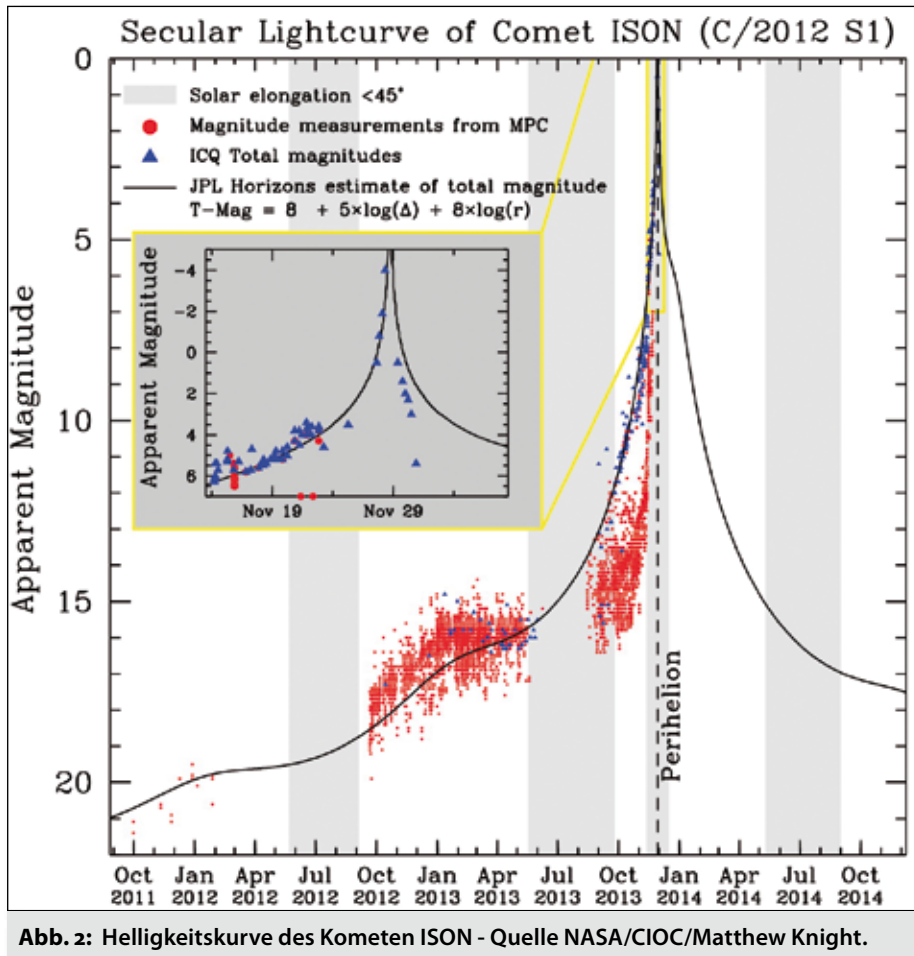 Secular Lightcurve of Comet ISON (C/2012 S1)
Solar elongation <45°
Magnitude measurements from MPC
ICQ Total magnitudes
JPL Horizons estimate of total magnitude
T-Mag = 8 + 5×log(Δ) + 8×log(r)
Apparent Magnitude
0
5
10
15
20
Apparent Magnitude
-4
-2
0
2
4
6
Nov 19 Nov 29
Perihelion
Oct Jan Apr Jul Oct Jan Apr Jul Oct Jan Apr Jul Oct
2011 2012 2012 2012 2012 2013 2013 2013 2013 2014 2014 2014 2014
Abb. 2: Helligkeitskurve des Kometen ISON - Quelle NASA/CIOC/Matthew Knight.